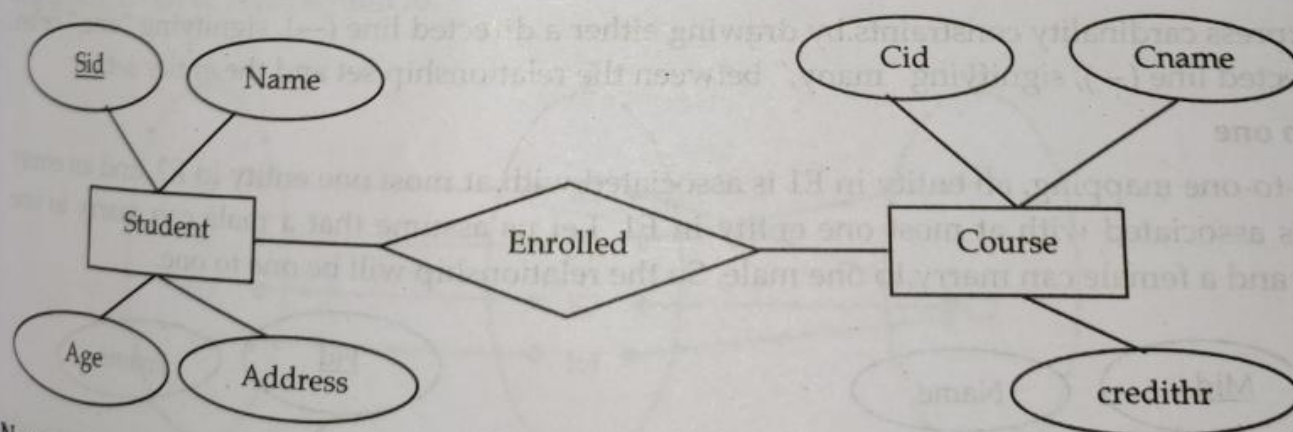 Sid
Name
Cid
Cname
Student
Enrolled
Course
Age
Address
credithr